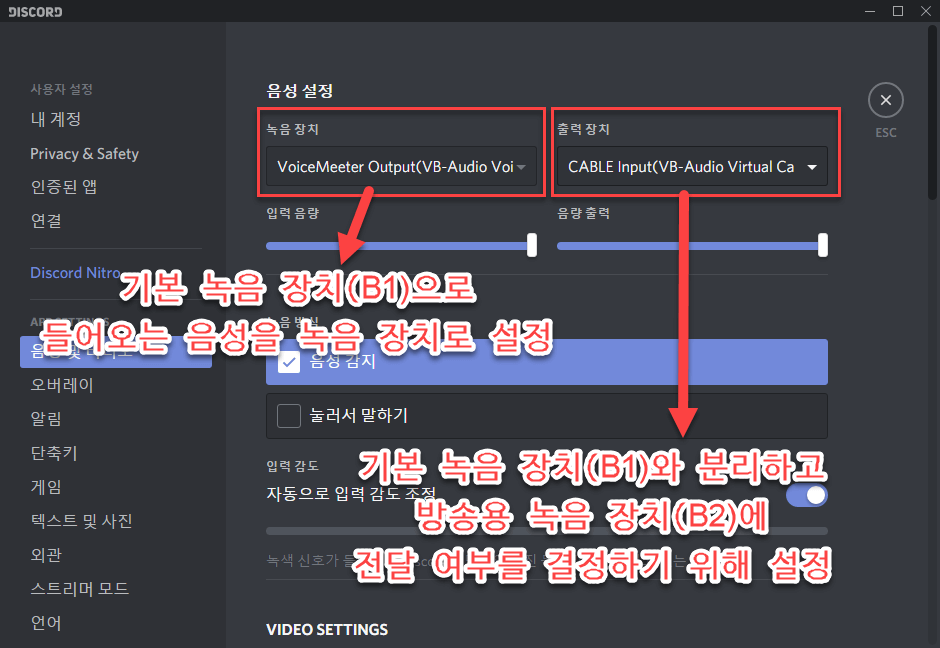 DISCORD
사용자 설정
내 계정
Privacy & Safety
인증된 앱
연결
Discord Nitro
APP SETTINGS
음성 및 비디오
오버레이
알림
단축키
게임
텍스트 및 사진
외관
스트리머 모드
언어
음성 설정
녹음 장치
출력 장치
VoiceMeeter Output(VB-Audio Voi
CABLE Input(VB-Audio Virtual Ca
ESC
입력 음량
음량 출력
기본 녹음 장치(B1)으로
들어오는 음성을 녹음 장치로 설정
음성 감지
눌러서 말하기
입력 감도
자동으로 입력 감도 조정
기본 녹음 장치(B1)와 분리하고
방송용 녹음 장치(B2)에
전달 여부를 결정하기 위해 설정
녹색 신호가
VIDEO SETTINGS